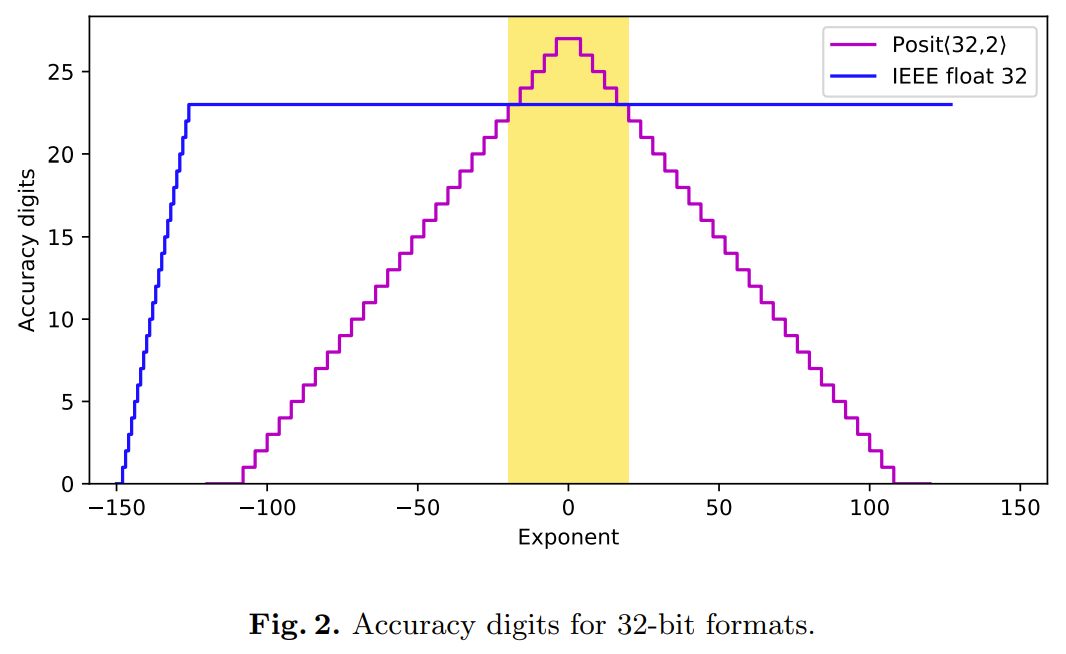 Posit⟨32,2⟩
IEEE float 32
Accuracy digits
25
20
15
10
5
0
−150
−100
−50
0
50
100
150
Exponent
Fig. 2. Accuracy digits for 32-bit formats.